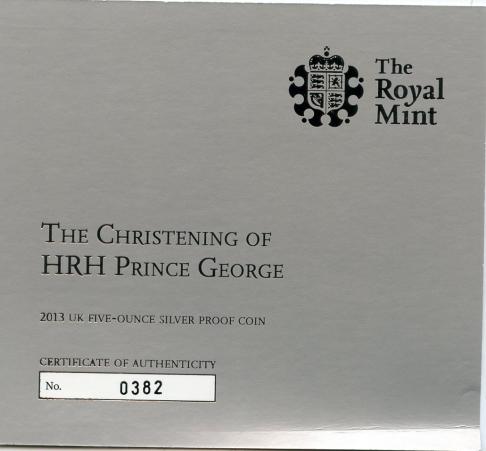 The
Royal
Mint
THE CHRISTENING OF
HRH PRINCE GEORGE
2013 UK FIVE-OUNCE SILVER PROOF COIN
CERTIFICATE OF AUTHENTICITY
No. 0382